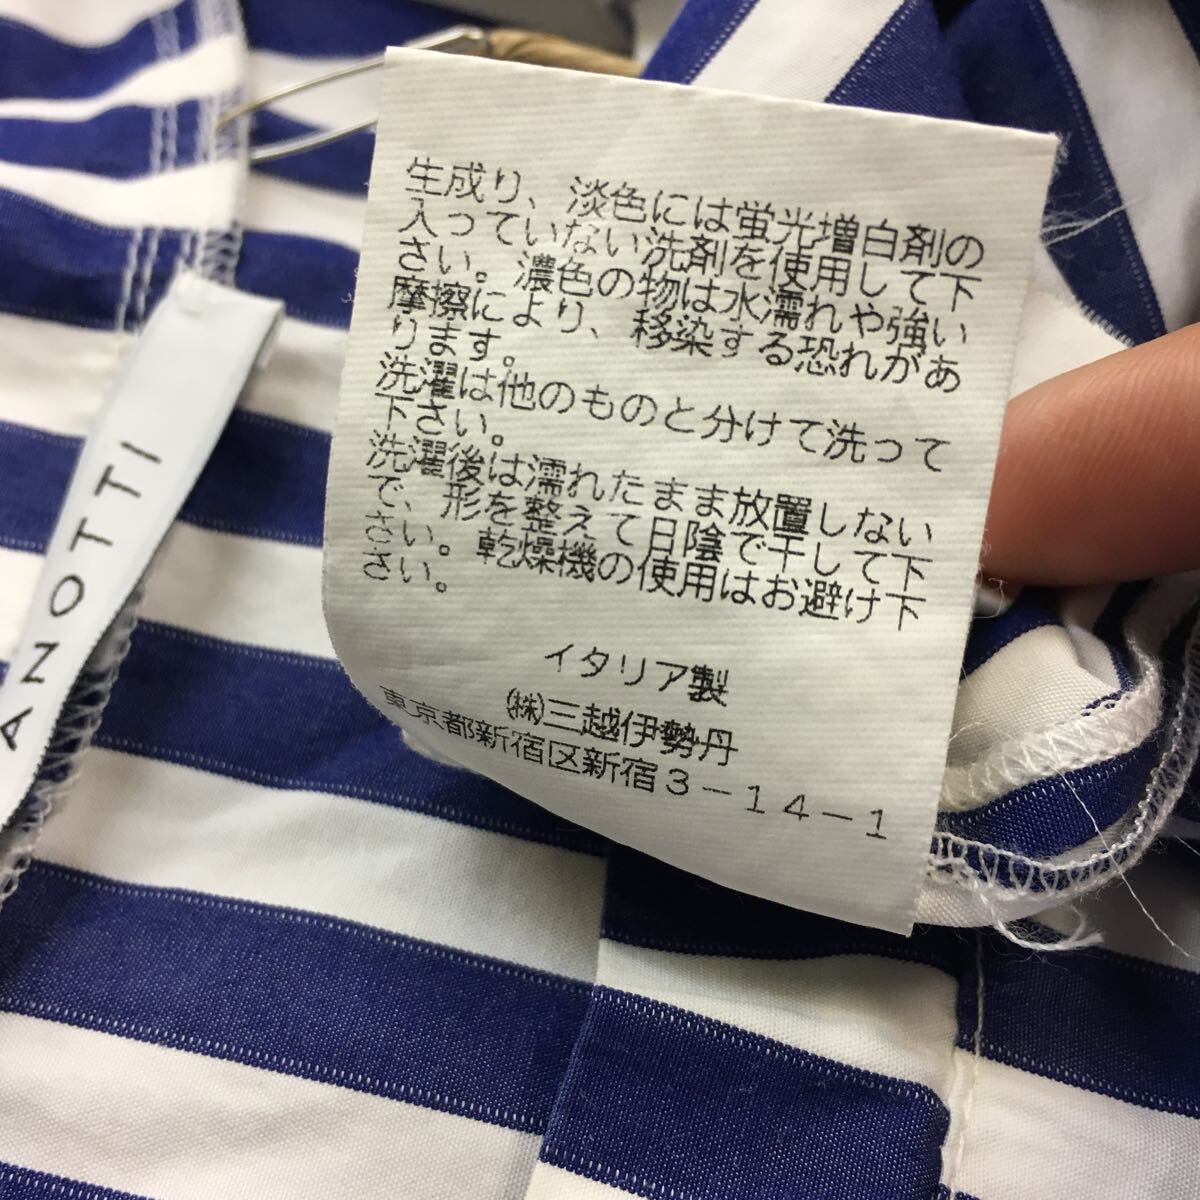 生成り、淡色には蛍光増白剤の
入っていない洗剤を使用して下
さい。濃色の物は水濡れや強い
摩擦により、移染する恐れがあ
ります。
洗濯は他のものと分けて洗って
下さい。
洗濯後は濡れたまま放置しない
で、形を整えて日陰で干して下
さい。乾燥機の使用はお避け下
さい。
イタリア製
㈱三越伊勢丹
東京都新宿区新宿3-14-1
ANOTTI